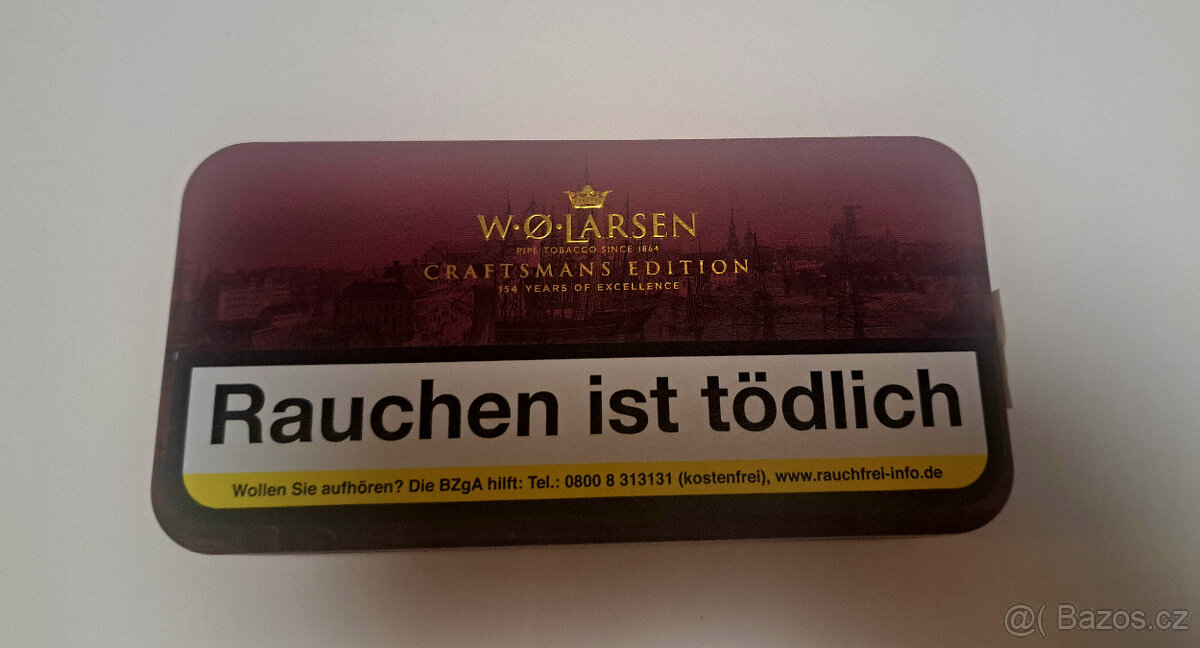 W·Ø·LARSEN
PIPE TOBACCO SINCE 1864
CRAFTSMANS EDITION
154 YEARS OF EXCELLENCE
Rauchen ist tödlich
Wollen Sie aufhören? Die BZgA hilft: Tel.: 0800 8 313131 (kostenfrei), www.rauchfrei-info.de
@( Bazos.cz